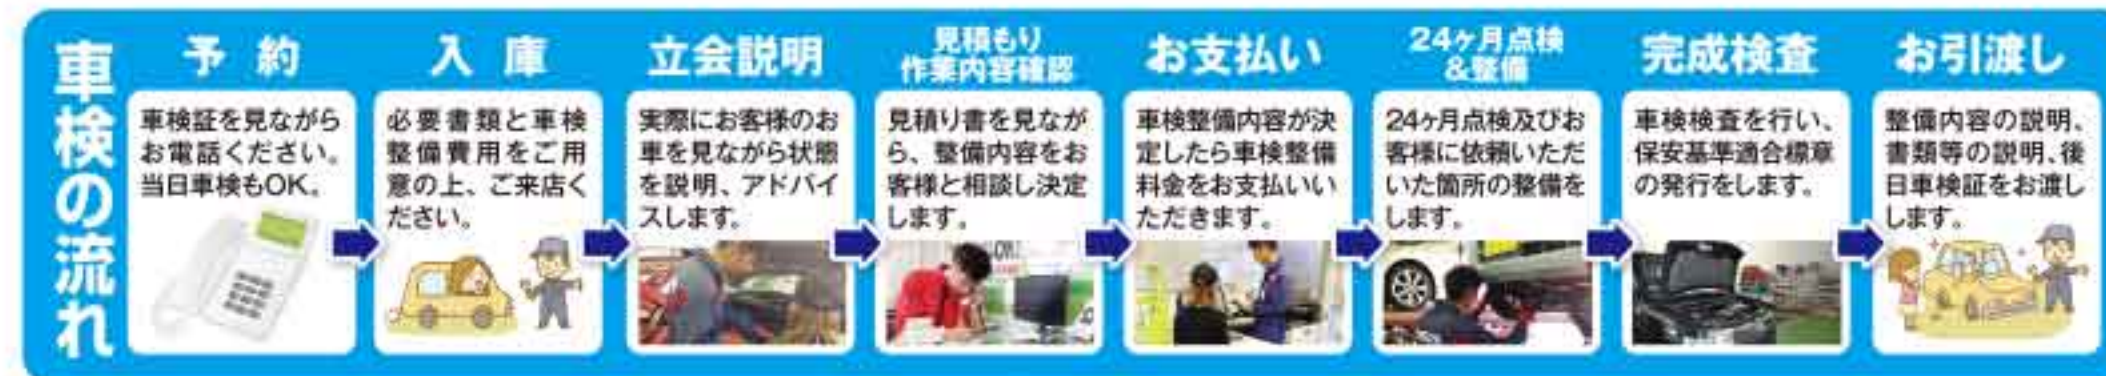 車検の流れ
予約
車検証を見ながら
お電話ください。
当日車検もOK。
入庫
必要書類と車検
整備費用をご用
意の上、ご来店く
ださい。
立会説明
実際にお客様のお
車を見ながら状態
を説明、アドバイ
スします。
見積もり
作業内容確認
見積り書を見なが
ら、整備内容をお
客様と相談し決定
します。
お支払い
車検整備内容が決
定したら車検整備
料金をお支払いい
ただきます。
24ヶ月点検
&整備
24ヶ月点検及びお
客様に依頼いただ
いた箇所の整備を
します。
完成検査
車検検査を行い、
保安基準適合標章
の発行をします。
お引渡し
整備内容の説明、
書類等の説明、後
日車検証をお渡し
します。